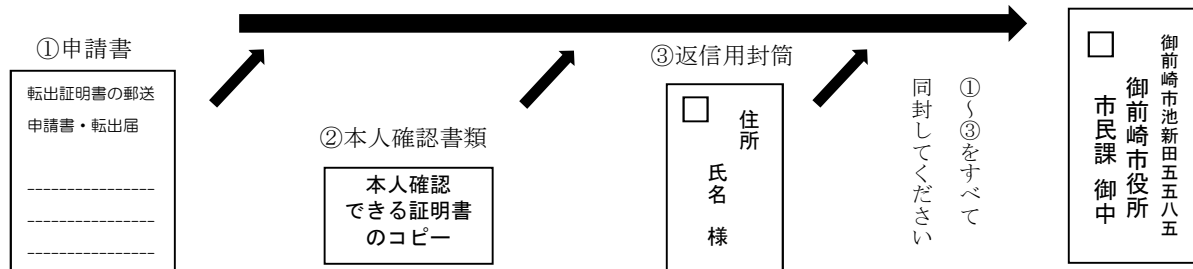 ①申請書
転出証明書の郵送
申請書・転出届
②本人確認書類
本人確認
できる証明書
のコピー
③返信用封筒
住所
氏名 様
①~③をすべて
同封してください
御前崎市池新田五五八五
御前崎市役所
市民課 御中